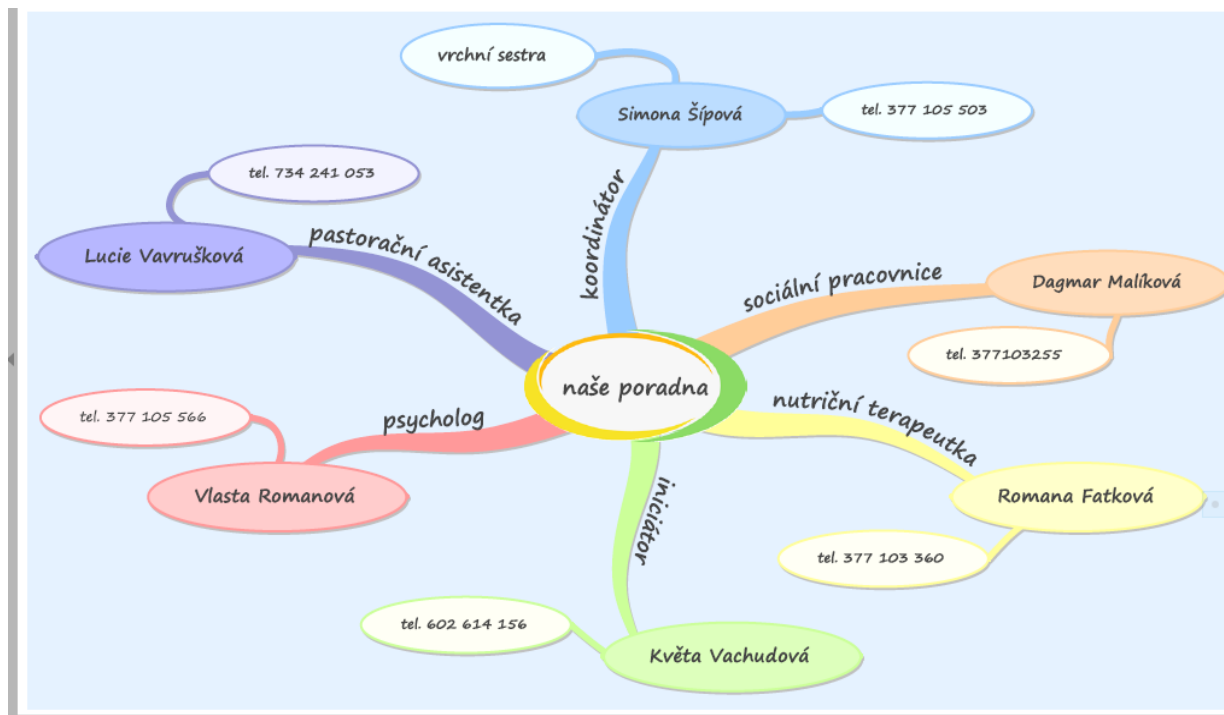 vrchní sestra
Simona Šípová
tel. 377 105 503
koordinátor
tel. 734 241 053
Lucie Vavrušková
pastorační asistentka
sociální pracovnice
Dagmar Malíková
tel. 377103255
naše poradna
psycholog
tel. 377 105 566
Vlasta Romanová
nutriční terapeutka
Romana Fatková
tel. 377 103 360
iniciátor
tel. 602 614 156
Květa Vachudová